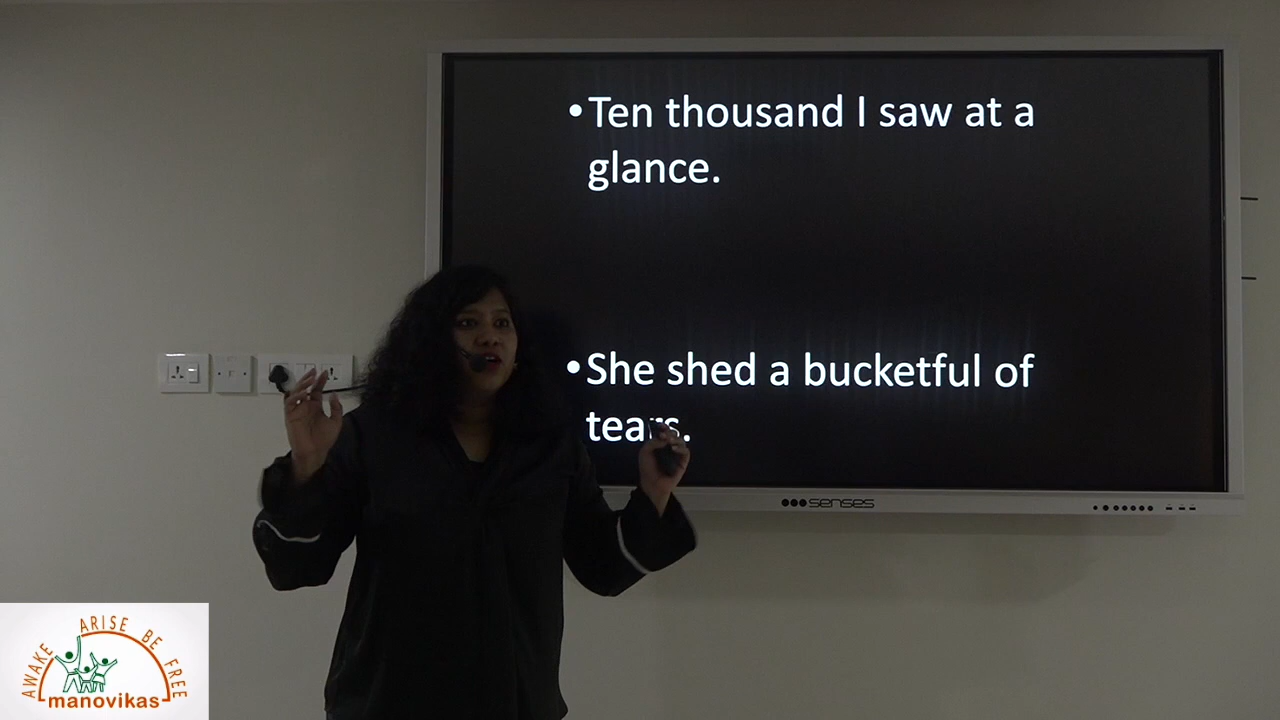 •Ten thousand I saw at a
glance.
•She shed a bucketful of
tears.
senses
AWAKE ARISE BE FREE
manovikas